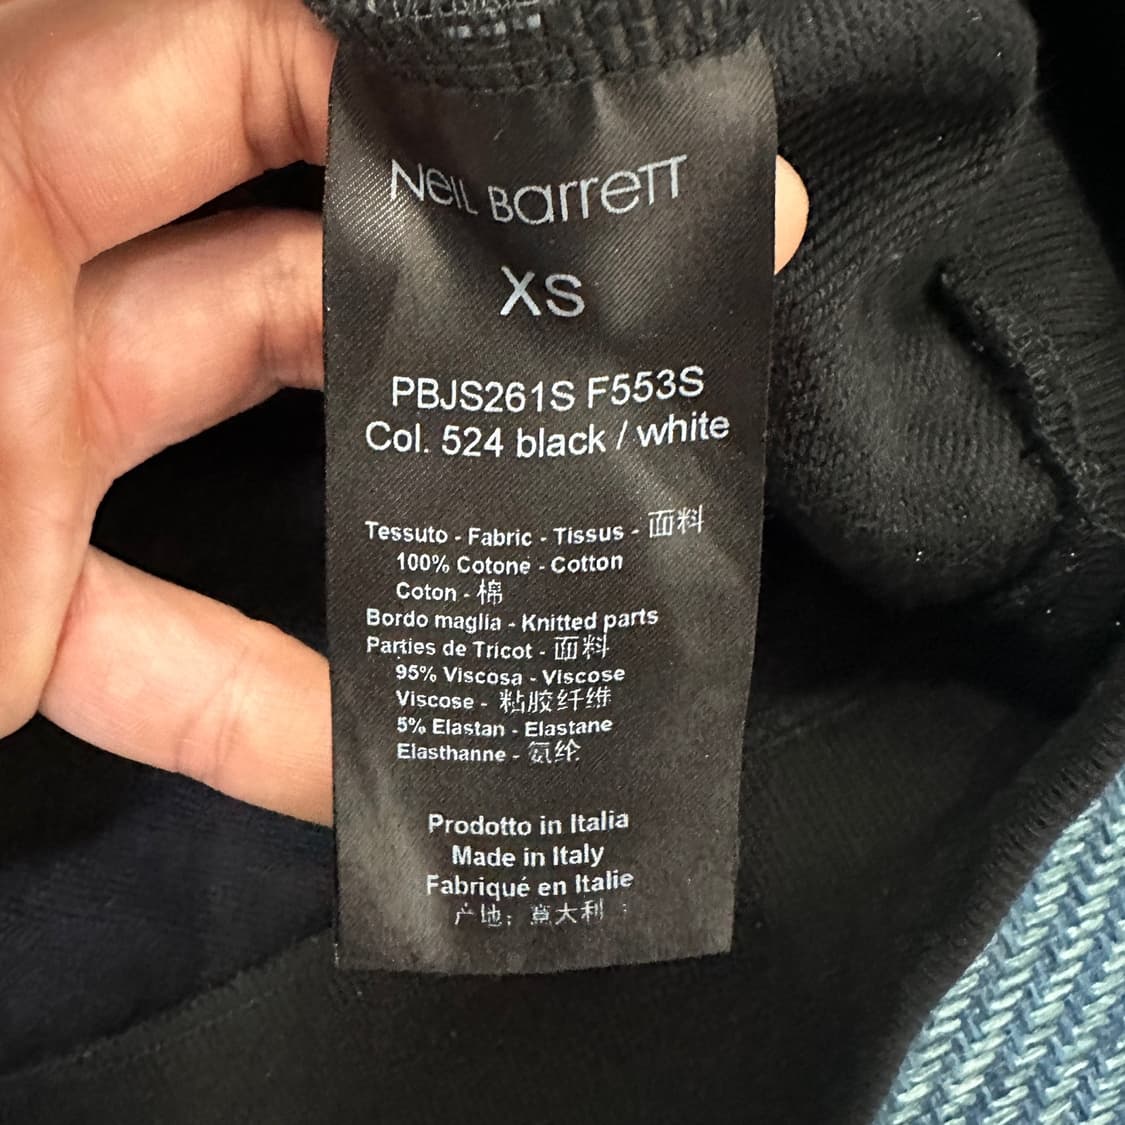 Neil Barrett
XS
PBJS261S F553S
Col. 524 black / white
Tessuto - Fabric - Tissus - 面料
100% Cotone - Cotton
Coton - 棉
Bordo maglia - Knitted parts
Parties de Tricot - 面料
95% Viscosa - Viscose
Viscose - 粘胶纤维
5% Elastan - Elastane
Elasthanne - 氨纶
Prodotto in Italia
Made in Italy
Fabriqué en Italie
产地: 意大利 :